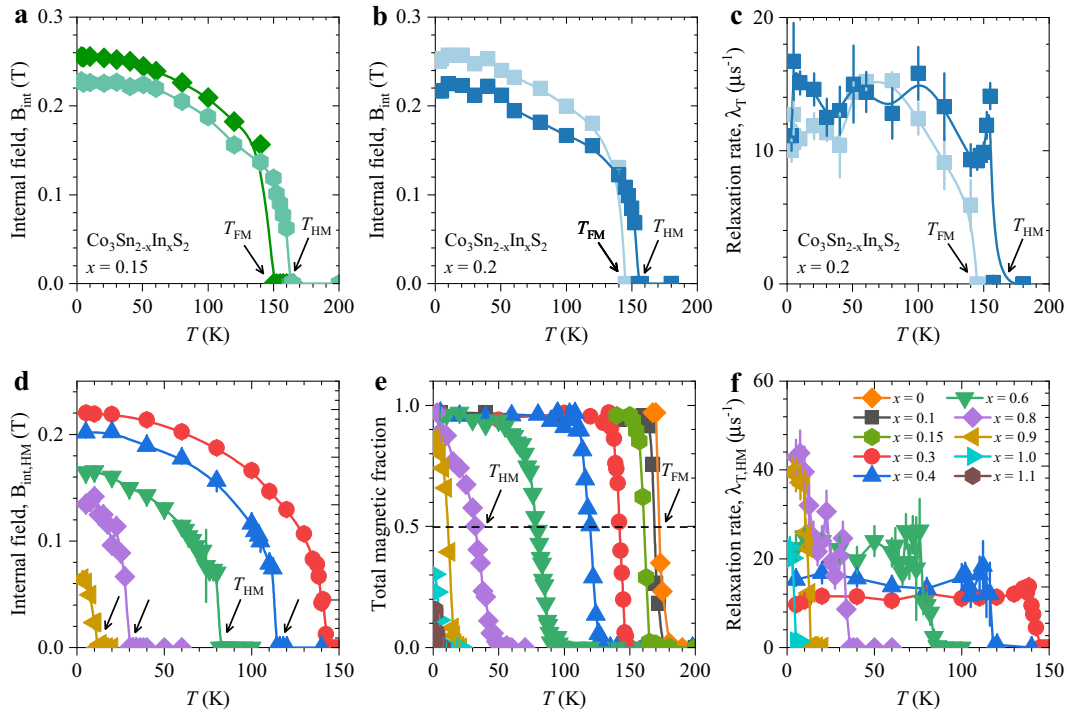 a
Internal field, B_int (T)
0.3
0.2
0.1
0.0
T_FM
T_HM
Co₃Sn₂₋ₓInₓS₂
x = 0.15
0 50 100 150 200
T (K)
b
Internal field, B_int (T)
0.3
0.2
0.1
0.0
T_FM
T_HM
Co₃Sn₂₋ₓInₓS₂
x = 0.2
0 50 100 150 200
T (K)
c
Relaxation rate, λ_T (μs⁻¹)
20
10
0
T_FM
T_HM
Co₃Sn₂₋ₓInₓS₂
x = 0.2
0 50 100 150 200
T (K)
d
Internal field, B_int,HM (T)
0.2
0.1
0.0
T_HM
0 50 100 150
T (K)
e
Total magnetic fraction
1.0
0.5
0.0
T_HM
T_FM
0 50 100 150 200
T (K)
f
Relaxation rate, λ_T,HM (μs⁻¹)
60
40
20
0
x = 0 x = 0.6
x = 0.1 x = 0.8
x = 0.15 x = 0.9
x = 0.3 x = 1.0
x = 0.4 x = 1.1
0 50 100 150
T (K)